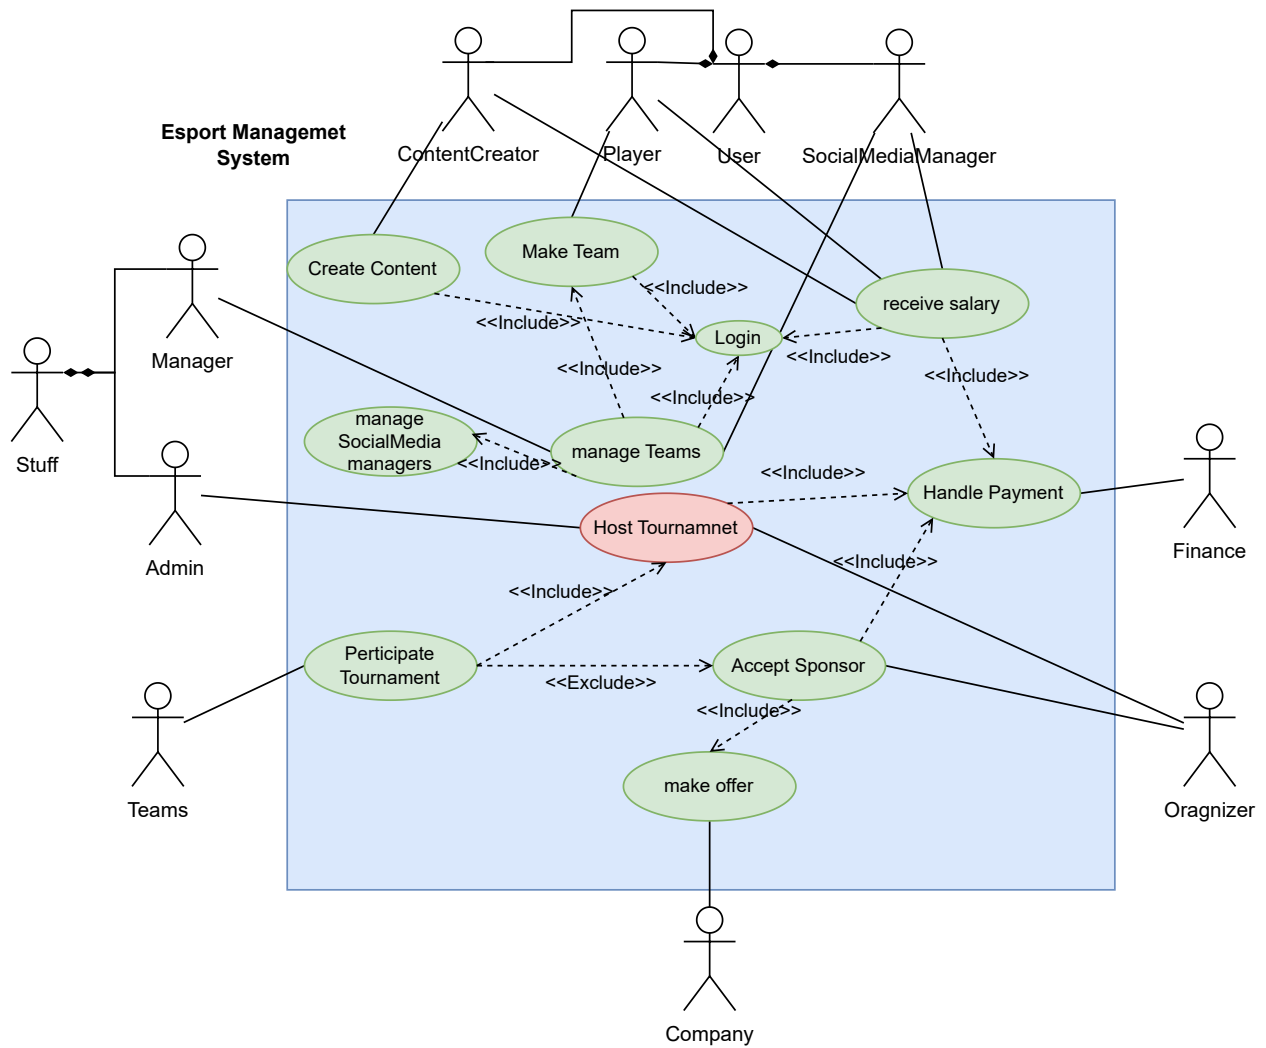 Esport Managemet
System
ContentCreator
Player
User
SocialMediaManager
Create Content
Make Team
<<Include>>
receive salary
<<Include>>
Login
<<Include>>
Manager
<<Include>>
<<Include>>
<<Include>>
manage
SocialMedia
managers
<<Include>>
manage Teams
Stuff
<<Include>>
Handle Payment
Host Tournamnet
Finance
Admin
<<Include>>
<<Include>>
Perticipate
Tournament
Accept Sponsor
<<Exclude>>
<<Include>>
make offer
Teams
Oragnizer
Company